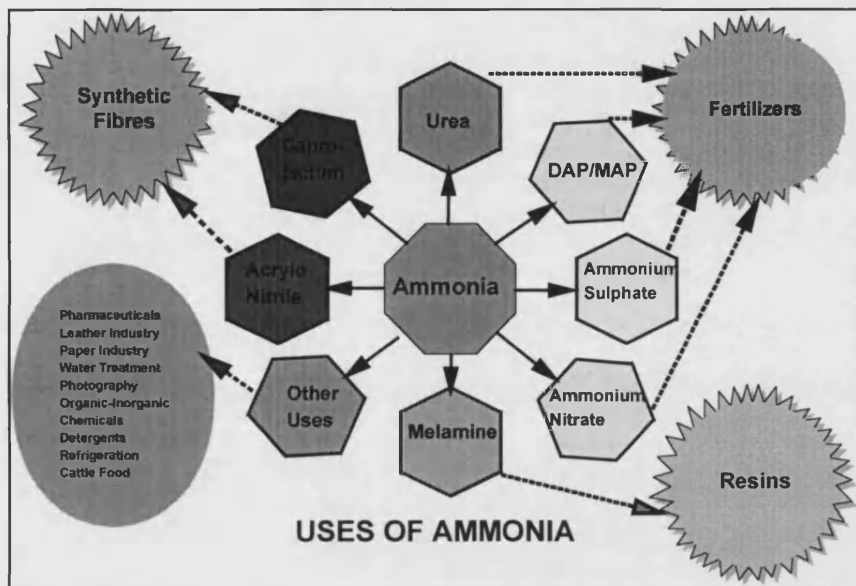 Synthetic
Fibres
Capro-
lactum
Urea
DAP/MAP
Fertilizers
Acrylo
Nitrile
Ammonia
Ammonium
Sulphate
Pharmaceuticals
Leather Industry
Paper Industry
Water Treatment
Photography
Organic-Inorganic
Chemicals
Detergents
Refrigeration
Cattle Food
Other
Uses
Melamine
Ammonium
Nitrate
Resins
USES OF AMMONIA